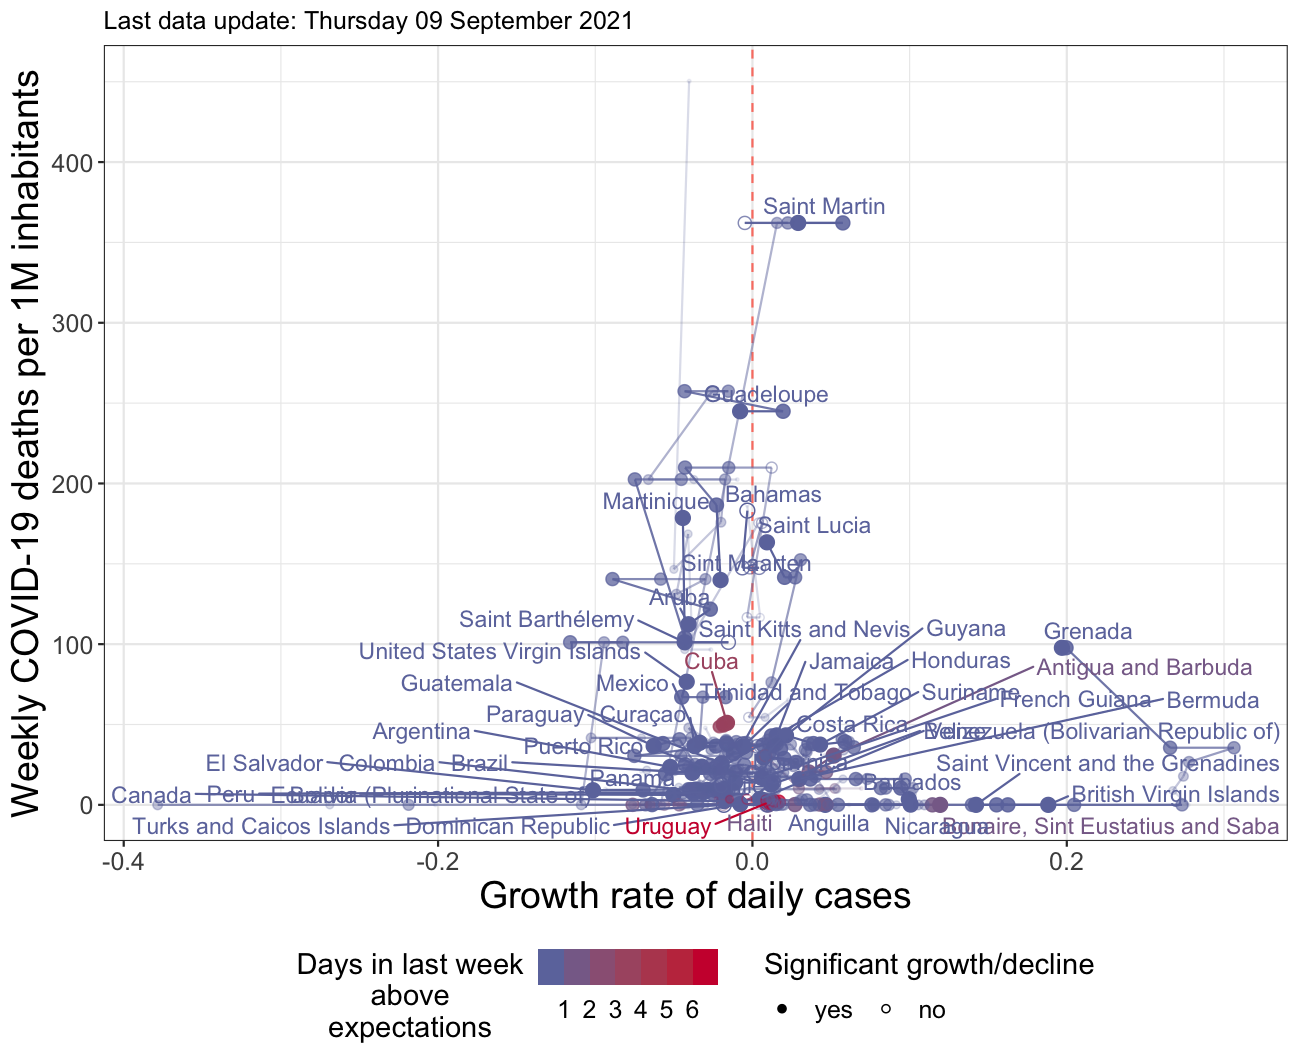 Last data update: Thursday 09 September 2021
Weekly COVID-19 deaths per 1M inhabitants
400
300
200
100
0
Saint Martin
Guadeloupe
Bahamas
Martinique
Saint Lucia
Sint Maarten
Aruba
Saint Barthélemy
Saint Kitts and Nevis
Guyana
Grenada
United States Virgin Islands
Cuba
Jamaica
Honduras
Antigua and Barbuda
Guatemala
Mexico
Trinidad and Tobago
Suriname
French Guiana
Bermuda
Paraguay
Curaçao
Costa Rica
Argentina
Puerto Rico
Belize
Venezuela (Bolivarian Republic of)
El Salvador
Colombia
Brazil
Saint Vincent and the Grenadines
Panama
Barbados
Canada
Peru
Ecuador
Bolivia (Plurinational State of)
British Virgin Islands
Turks and Caicos Islands
Dominican Republic
Uruguay
Haiti
Anguilla
Nicaragua
Bonaire, Sint Eustatius and Saba
-0.4
-0.2
0.0
0.2
Growth rate of daily cases
Days in last week
above
expectations
1 2 3 4 5 6
Significant growth/decline
yes
no